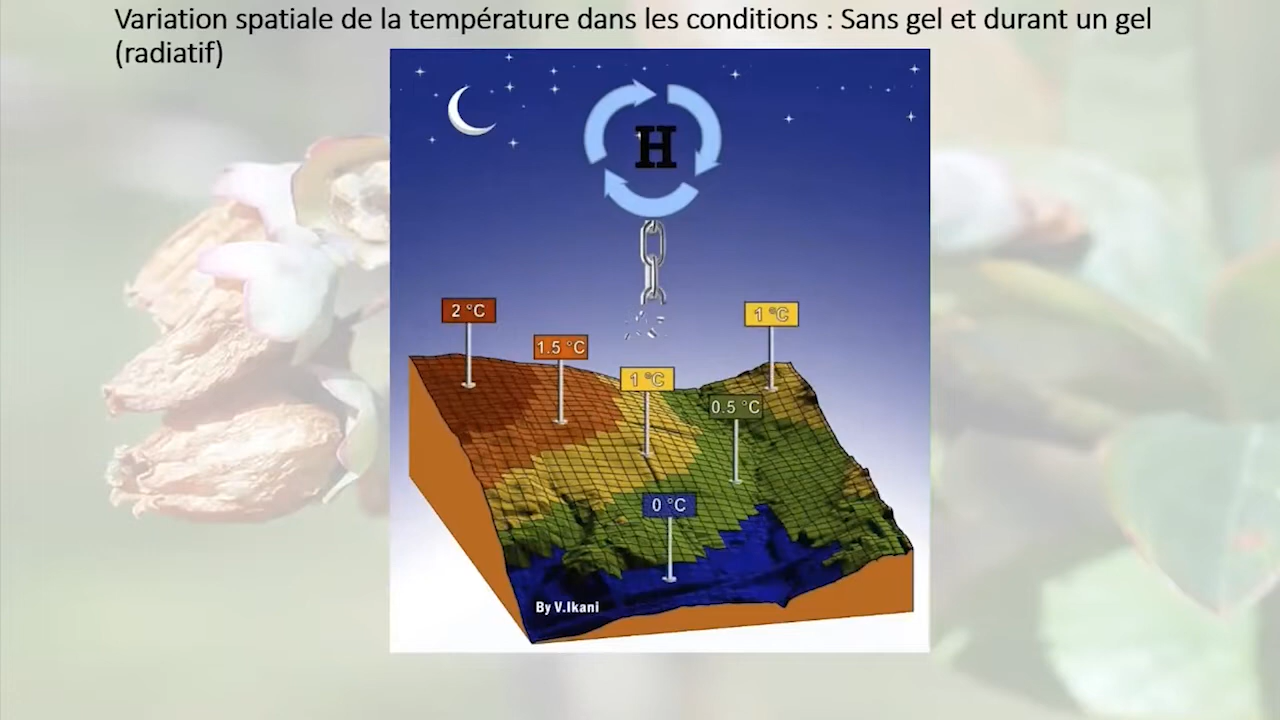 Variation spatiale de la température dans les conditions : Sans gel et durant un gel
(radiatif)
H
2 °C
1 °C
1.5 °C
1 °C
0.5 °C
0 °C
By V.Ikani